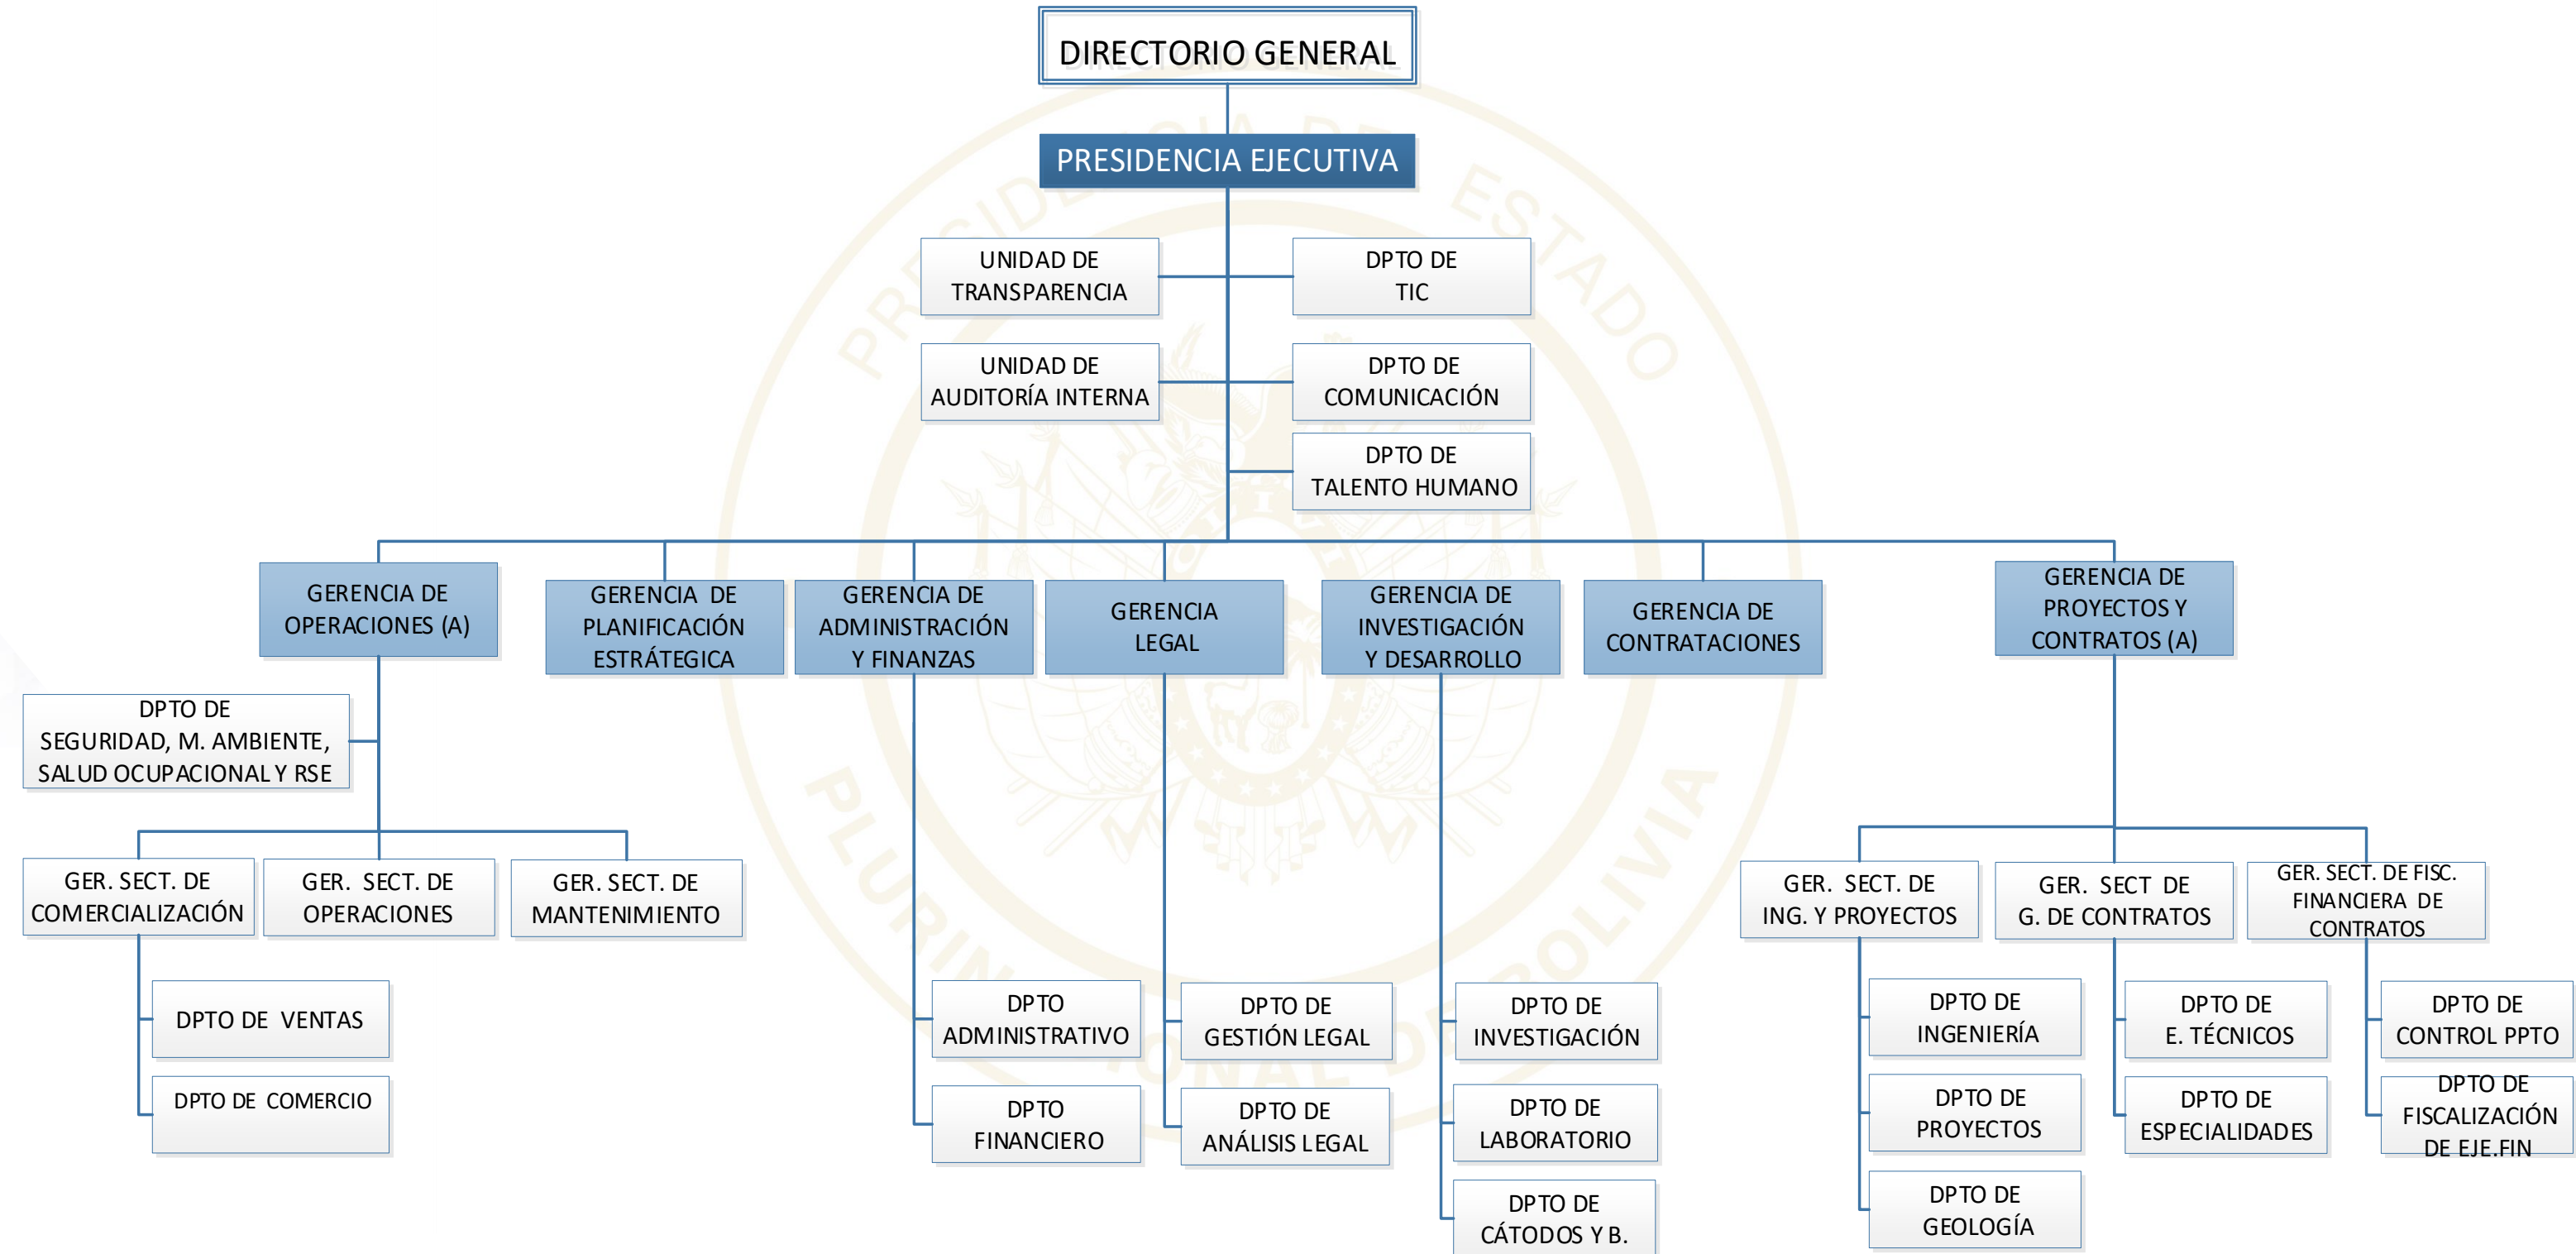 DIRECTORIO GENERAL
PRESIDENCIA EJECUTIVA
UNIDAD DE
TRANSPARENCIA
DPTO DE
TIC
UNIDAD DE
AUDITORÍA INTERNA
DPTO DE
COMUNICACIÓN
DPTO DE
TALENTO HUMANO
GERENCIA DE
OPERACIONES (A)
GERENCIA DE
PLANIFICACIÓN
ESTRÁTEGICA
GERENCIA DE
ADMINISTRACIÓN
Y FINANZAS
GERENCIA
LEGAL
GERENCIA DE
INVESTIGACIÓN
Y DESARROLLO
GERENCIA DE
CONTRATACIONES
GERENCIA DE
PROYECTOS Y
CONTRATOS (A)
DPTO DE
SEGURIDAD, M. AMBIENTE,
SALUD OCUPACIONAL Y RSE
GER. SECT. DE
COMERCIALIZACIÓN
GER. SECT. DE
OPERACIONES
GER. SECT. DE
MANTENIMIENTO
GER. SECT. DE
ING. Y PROYECTOS
GER. SECT DE
G. DE CONTRATOS
GER. SECT. DE FISC.
FINANCIERA DE
CONTRATOS
DPTO DE VENTAS
DPTO DE COMERCIO
DPTO
ADMINISTRATIVO
DPTO
FINANCIERO
DPTO DE
GESTIÓN LEGAL
DPTO DE
ANÁLISIS LEGAL
DPTO DE
INVESTIGACIÓN
DPTO DE
LABORATORIO
DPTO DE
CÁTODOS Y B.
DPTO DE
INGENIERÍA
DPTO DE
PROYECTOS
DPTO DE
GEOLOGÍA
DPTO DE
E. TÉCNICOS
DPTO DE
ESPECIALIDADES
DPTO DE
CONTROL PPTO
DPTO DE
FISCALIZACIÓN
DE EJE.FIN